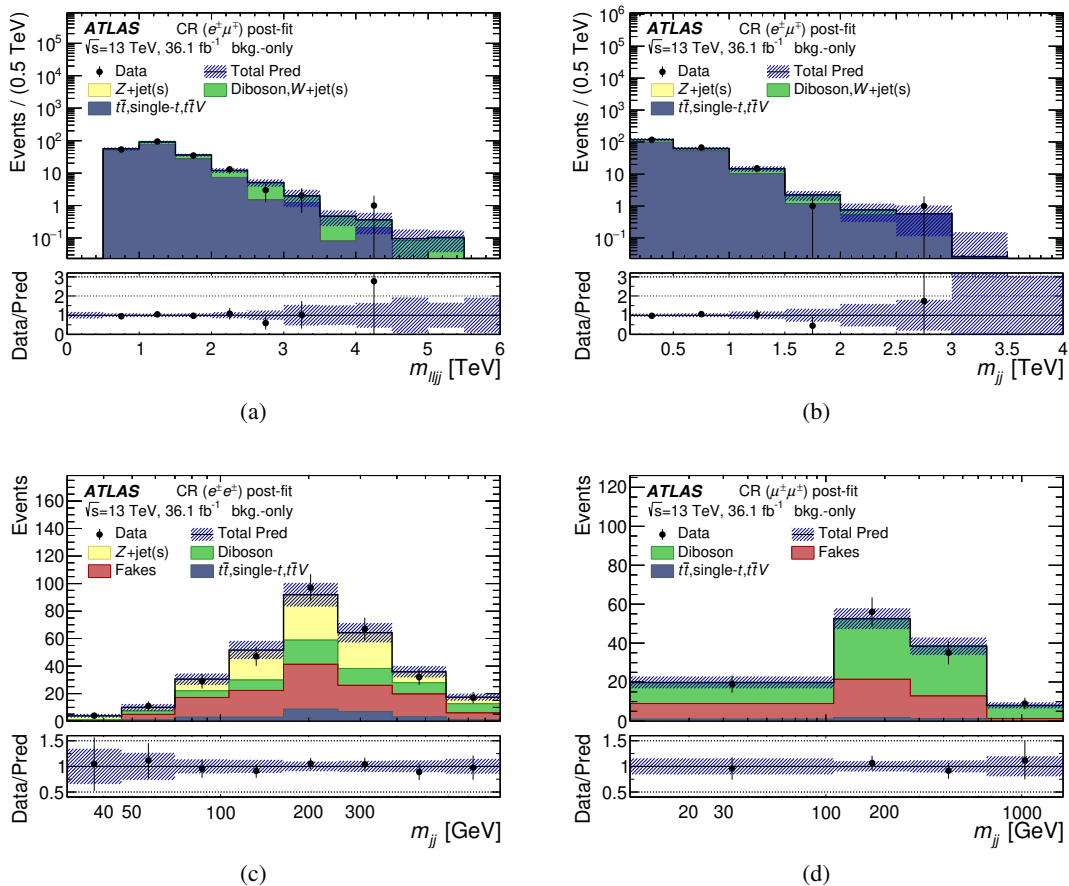 ATLAS CR (e±μ∓) post-fit
√s=13 TeV, 36.1 fb⁻¹ bkg.-only
Data Total Pred
Z+jet(s) Diboson,W+jet(s)
tt̄,single-t,tt̄V
Events / (0.5 TeV)
10⁵
10⁴
10³
10²
10
1
10⁻¹
Data/Pred
3
2
1
0
0 1 2 3 4 5 6
m_lljj [TeV]
(a)
ATLAS CR (e±μ∓) post-fit
√s=13 TeV, 36.1 fb⁻¹ bkg.-only
Data Total Pred
Z+jet(s) Diboson,W+jet(s)
tt̄,single-t,tt̄V
Events / (0.5 TeV)
10⁶
10⁵
10⁴
10³
10²
10
1
10⁻¹
Data/Pred
3
2
1
0
0.5 1 1.5 2 2.5 3 3.5 4
m_jj [TeV]
(b)
ATLAS CR (e±e±) post-fit
√s=13 TeV, 36.1 fb⁻¹ bkg.-only
Data Total Pred
Z+jet(s) Diboson
Fakes tt̄,single-t,tt̄V
Events
160
140
120
100
80
60
40
20
0
Data/Pred
1.5
1
0.5
40 50 100 200 300
m_jj [GeV]
(c)
ATLAS CR (μ±μ±) post-fit
√s=13 TeV, 36.1 fb⁻¹ bkg.-only
Data Total Pred
Diboson Fakes
tt̄,single-t,tt̄V
Events
120
100
80
60
40
20
0
Data/Pred
1.5
1
0.5
20 30 100 200 1000
m_jj [GeV]
(d)